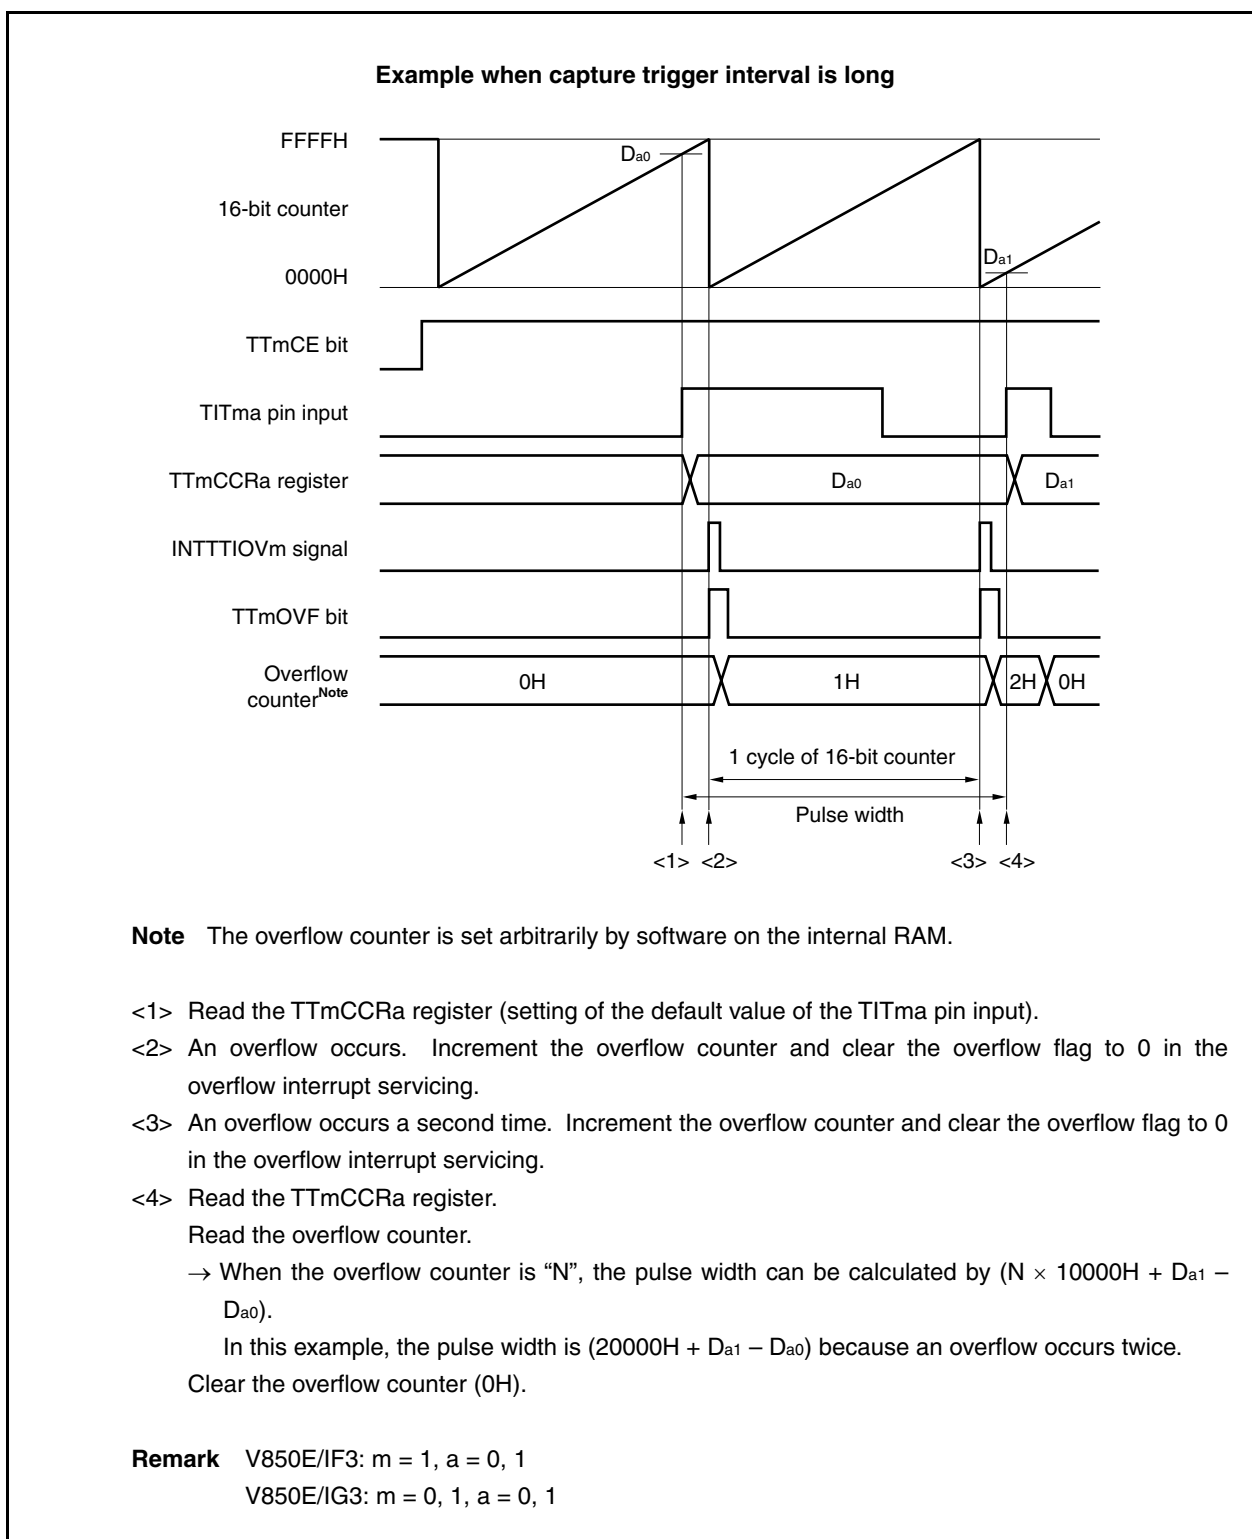 Example when capture trigger interval is long
FFFFH
Da0
16-bit counter
Da1
0000H
TTmCE bit
TITma pin input
TTmCCRa register
Da0
Da1
INTTTIOVm signal
TTmOVF bit
Overflow
counterNote
0H
1H
2H
0H
1 cycle of 16-bit counter
Pulse width
<1> <2> <3> <4>
Note The overflow counter is set arbitrarily by software on the internal RAM.
<1> Read the TTmCCRa register (setting of the default value of the TITma pin input).
<2> An overflow occurs. Increment the overflow counter and clear the overflow flag to 0 in the
overflow interrupt servicing.
<3> An overflow occurs a second time. Increment the overflow counter and clear the overflow flag to 0
in the overflow interrupt servicing.
<4> Read the TTmCCRa register.
Read the overflow counter.
→ When the overflow counter is “N”, the pulse width can be calculated by (N × 10000H + Da1 –
Da0).
In this example, the pulse width is (20000H + Da1 – Da0) because an overflow occurs twice.
Clear the overflow counter (0H).
Remark V850E/IF3: m = 1, a = 0, 1
V850E/IG3: m = 0, 1, a = 0, 1